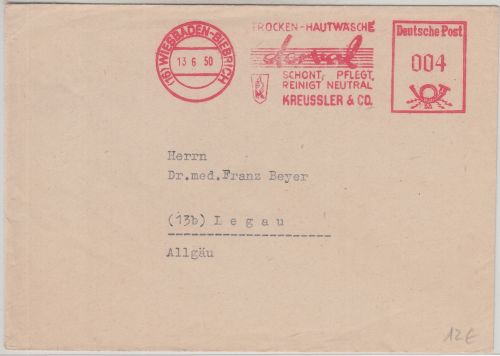 (16) WIESBADEN-BIEBRICH
13 6 50
TROCKEN-HAUTWÄSCHE
SCHONT, PFLEGT,
REINIGT NEUTRAL
KREUSSLER & CO.
Deutsche Post
004
Herrn
Dr.med.Franz Beyer
(13b) Legau
Allgäu
12€